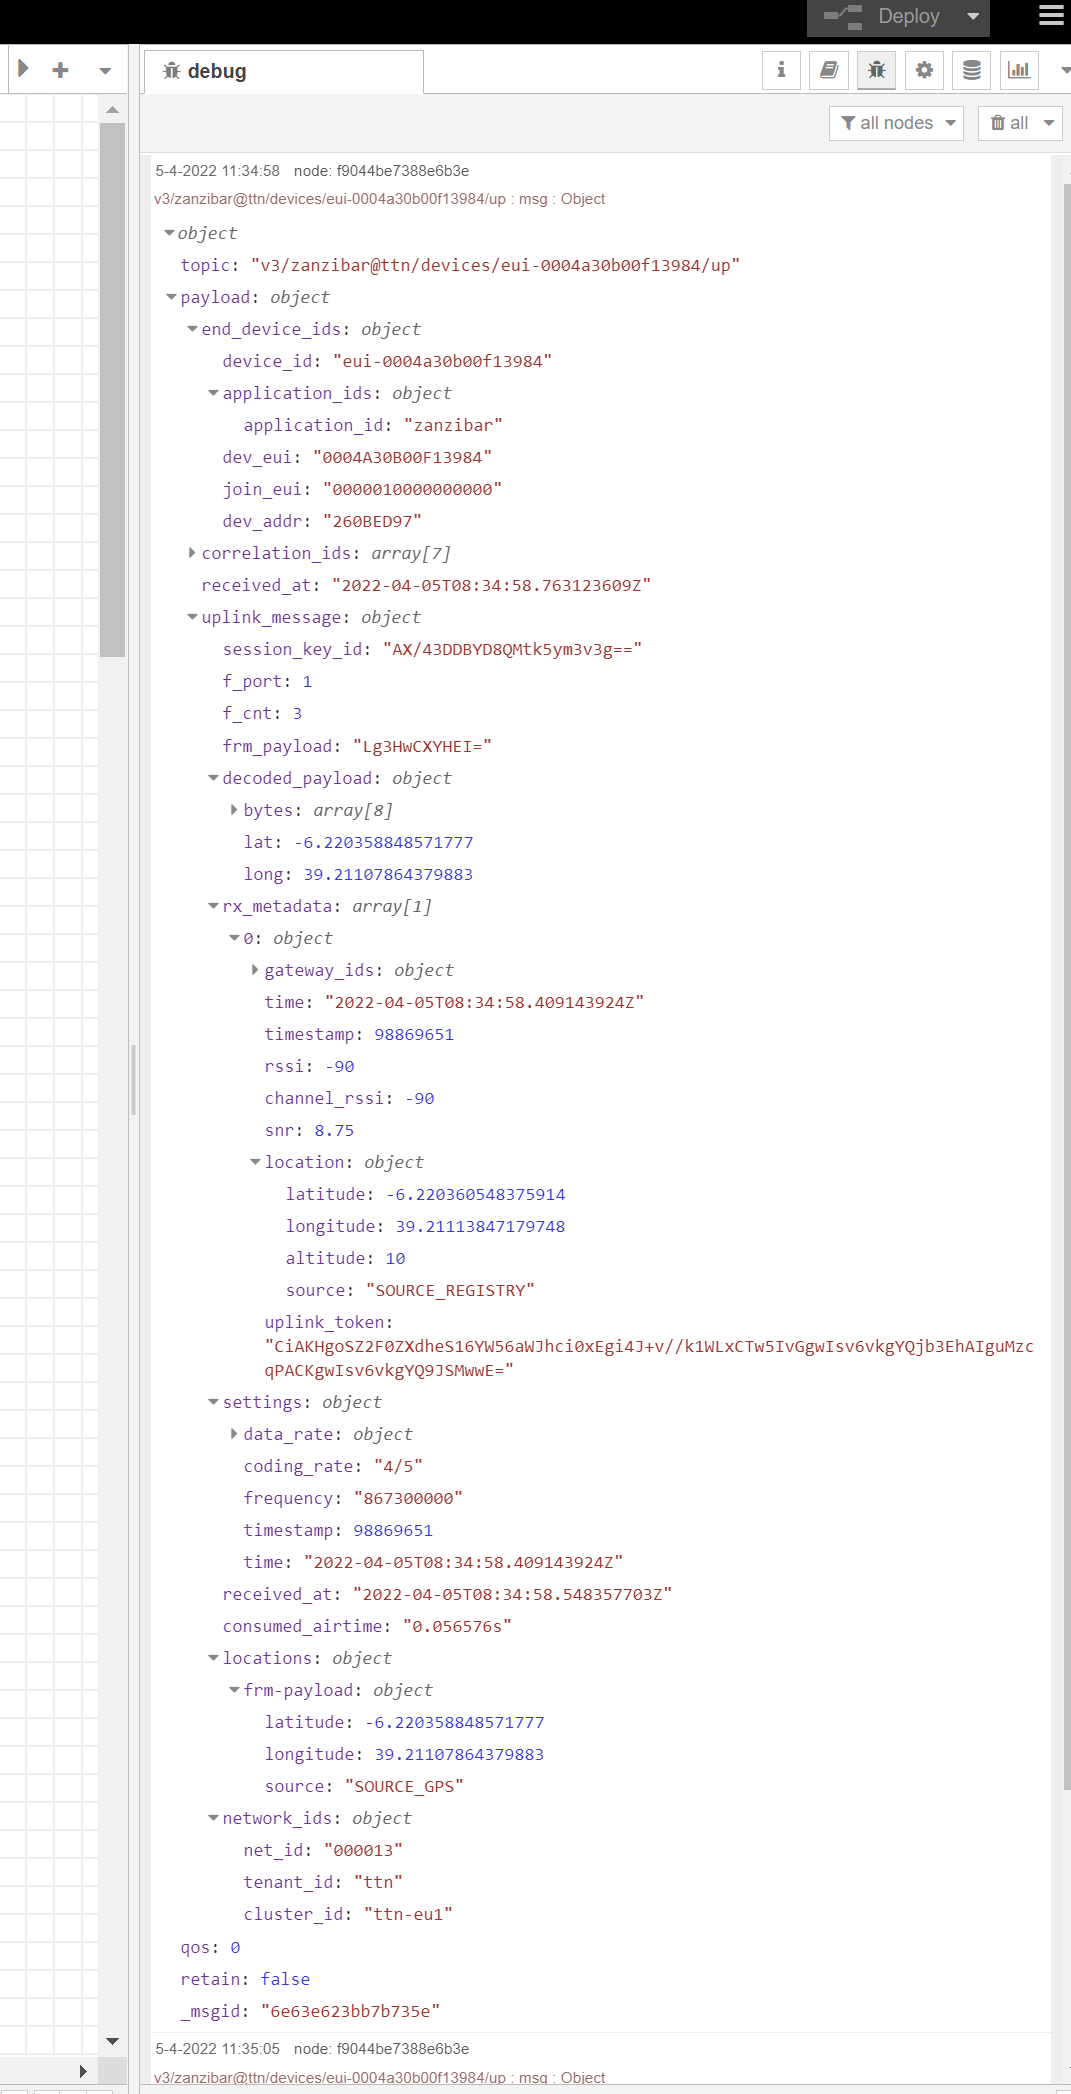 Deploy
debug
all nodes
all
5-4-2022 11:34:58 node: f9044be7388e6b3e
v3/zanzibar@ttn/devices/eui-0004a30b00f13984/up : msg : Object
object
topic: "v3/zanzibar@ttn/devices/eui-0004a30b00f13984/up"
payload: object
end_device_ids: object
device_id: "eui-0004a30b00f13984"
application_ids: object
application_id: "zanzibar"
dev_eui: "0004A30B00F13984"
join_eui: "0000010000000000"
dev_addr: "260BED97"
correlation_ids: array[7]
received_at: "2022-04-05T08:34:58.763123609Z"
uplink_message: object
session_key_id: "AX/43DDBYD8QMtk5ym3v3g=="
f_port: 1
f_cnt: 3
frm_payload: "Lg3HwCXYHEI="
decoded_payload: object
bytes: array[8]
lat: -6.220358848571777
long: 39.21107864379883
rx_metadata: array[1]
0: object
gateway_ids: object
time: "2022-04-05T08:34:58.409143924Z"
timestamp: 98869651
rssi: -90
channel_rssi: -90
snr: 8.75
location: object
latitude: -6.220360548375914
longitude: 39.21113847179748
altitude: 10
source: "SOURCE_REGISTRY"
uplink_token:
"CiAKHgoSZ2F0ZXdheS16YW56aWJhci0xEgi4J+v//k1WLxCTw5IvGgwIsv6vkgYQjb3EhAIguMzc
qPACKgwIsv6vkgYQ9JSMwwE="
settings: object
data_rate: object
coding_rate: "4/5"
frequency: "867300000"
timestamp: 98869651
time: "2022-04-05T08:34:58.409143924Z"
received_at: "2022-04-05T08:34:58.548357703Z"
consumed_airtime: "0.056576s"
locations: object
frm-payload: object
latitude: -6.220358848571777
longitude: 39.21107864379883
source: "SOURCE_GPS"
network_ids: object
net_id: "000013"
tenant_id: "ttn"
cluster_id: "ttn-eu1"
qos: 0
retain: false
_msgid: "6e63e623bb7b735e"
5-4-2022 11:35:05 node: f9044be7388e6b3e
v3/zanzibar@ttn/devices/eui-0004a30b00f13984/up : msg : Object